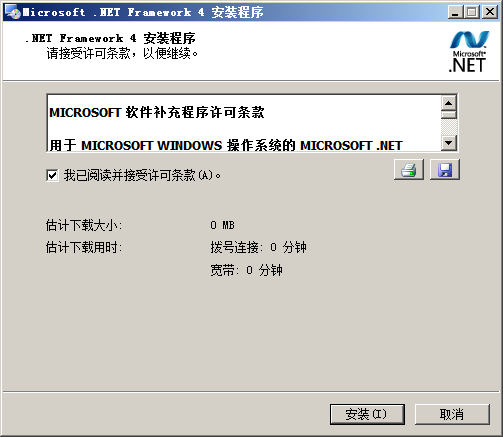 Microsoft .NET Framework 4 安装程序
.NET Framework 4 安装程序
请接受许可条款，以便继续。
Microsoft®
.NET
MICROSOFT 软件补充程序许可条款
用于 MICROSOFT WINDOWS 操作系统的 MICROSOFT .NET
我已阅读并接受许可条款(A)。
估计下载大小: 0 MB
估计下载用时: 拨号连接: 0 分钟
宽带: 0 分钟
安装(I) 取消